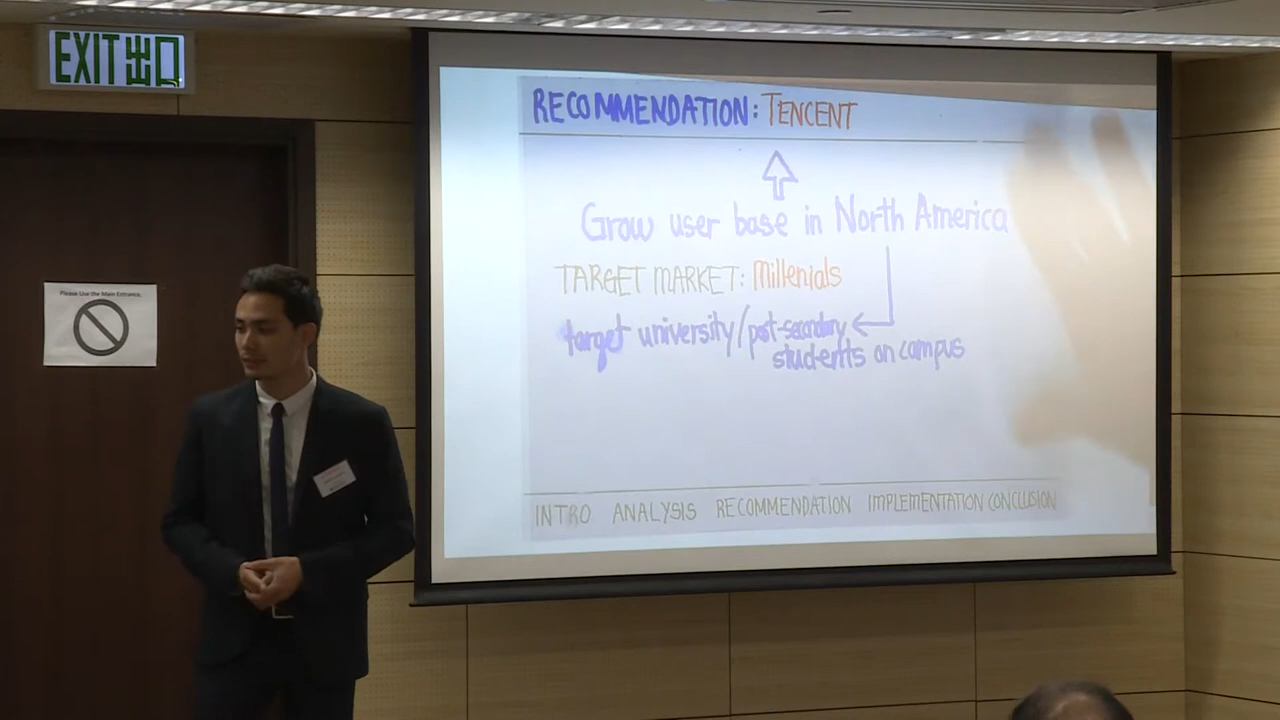 EXIT 出口
Please Use the Main Entrance.
RECOMMENDATION: TENCENT
Grow user base in North America
TARGET MARKET: Millenials
target university/post-secondary
students on campus
INTRO ANALYSIS RECOMMENDATION IMPLEMENTATION CONCLUSION